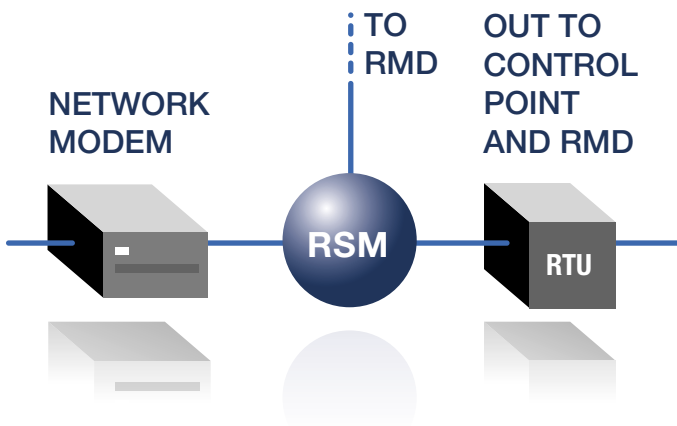 NETWORK
MODEM
TO
RMD
OUT TO
CONTROL
POINT
AND RMD
RSM
RTU